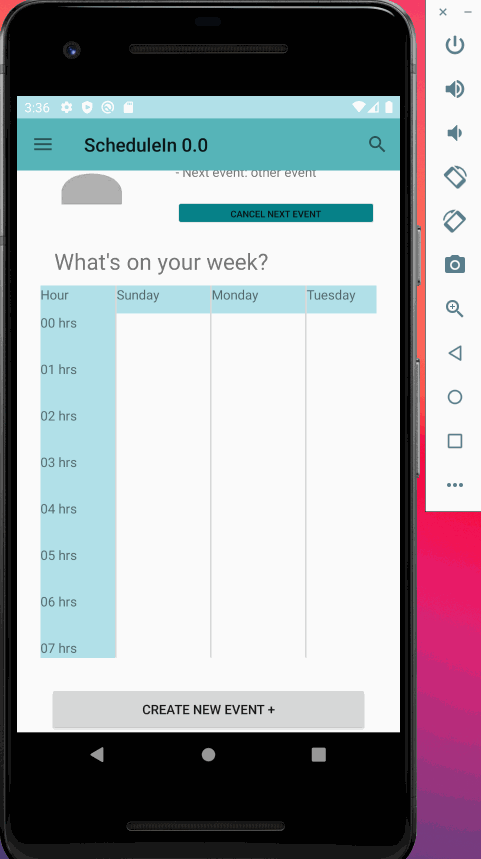 3:36
ScheduleIn 0.0
- Next event: other event
CANCEL NEXT EVENT
What's on your week?
Hour Sunday Monday Tuesday
00 hrs
01 hrs
02 hrs
03 hrs
04 hrs
05 hrs
06 hrs
07 hrs
CREATE NEW EVENT +